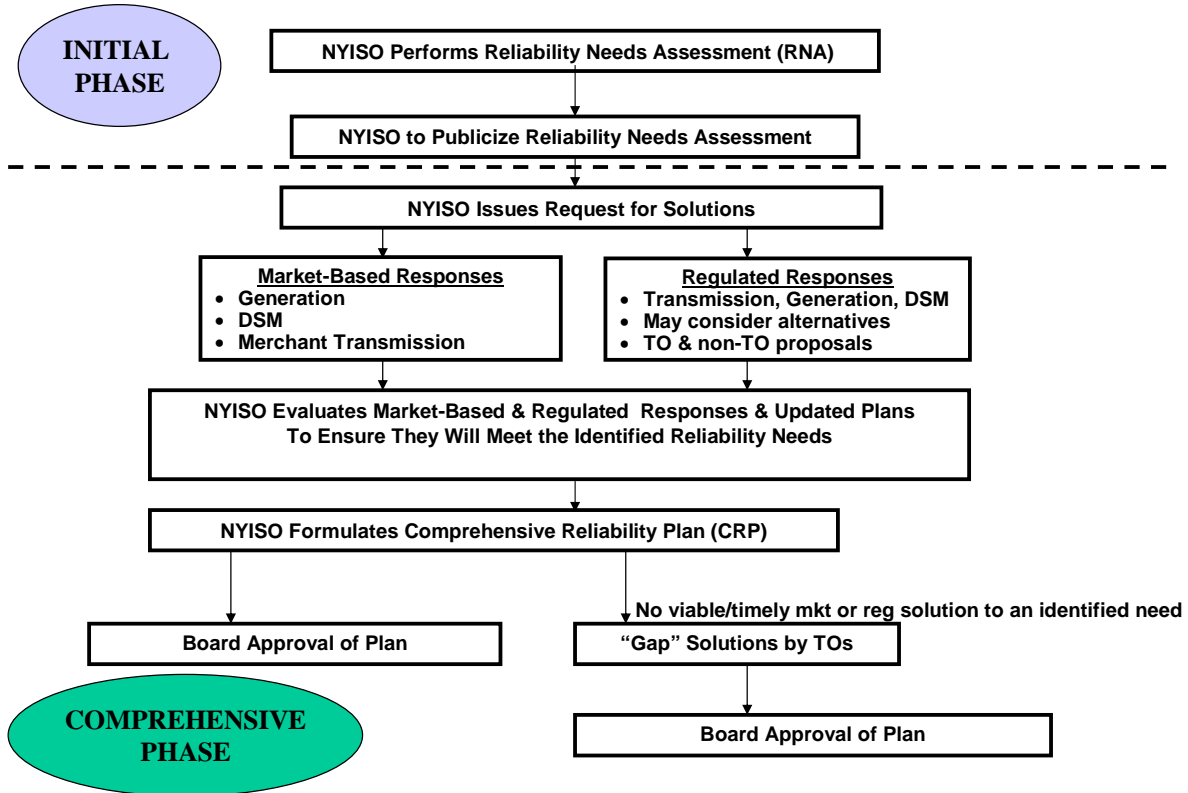 INITIAL
PHASE
NYISO Performs Reliability Needs Assessment (RNA)
NYISO to Publicize Reliability Needs Assessment
NYISO Issues Request for Solutions
Market-Based Responses
• Generation
• DSM
• Merchant Transmission
Regulated Responses
• Transmission, Generation, DSM
• May consider alternatives
• TO & non-TO proposals
NYISO Evaluates Market-Based & Regulated Responses & Updated Plans
To Ensure They Will Meet the Identified Reliability Needs
NYISO Formulates Comprehensive Reliability Plan (CRP)
No viable/timely mkt or reg solution to an identified need
Board Approval of Plan
“Gap” Solutions by TOs
COMPREHENSIVE
PHASE
Board Approval of Plan